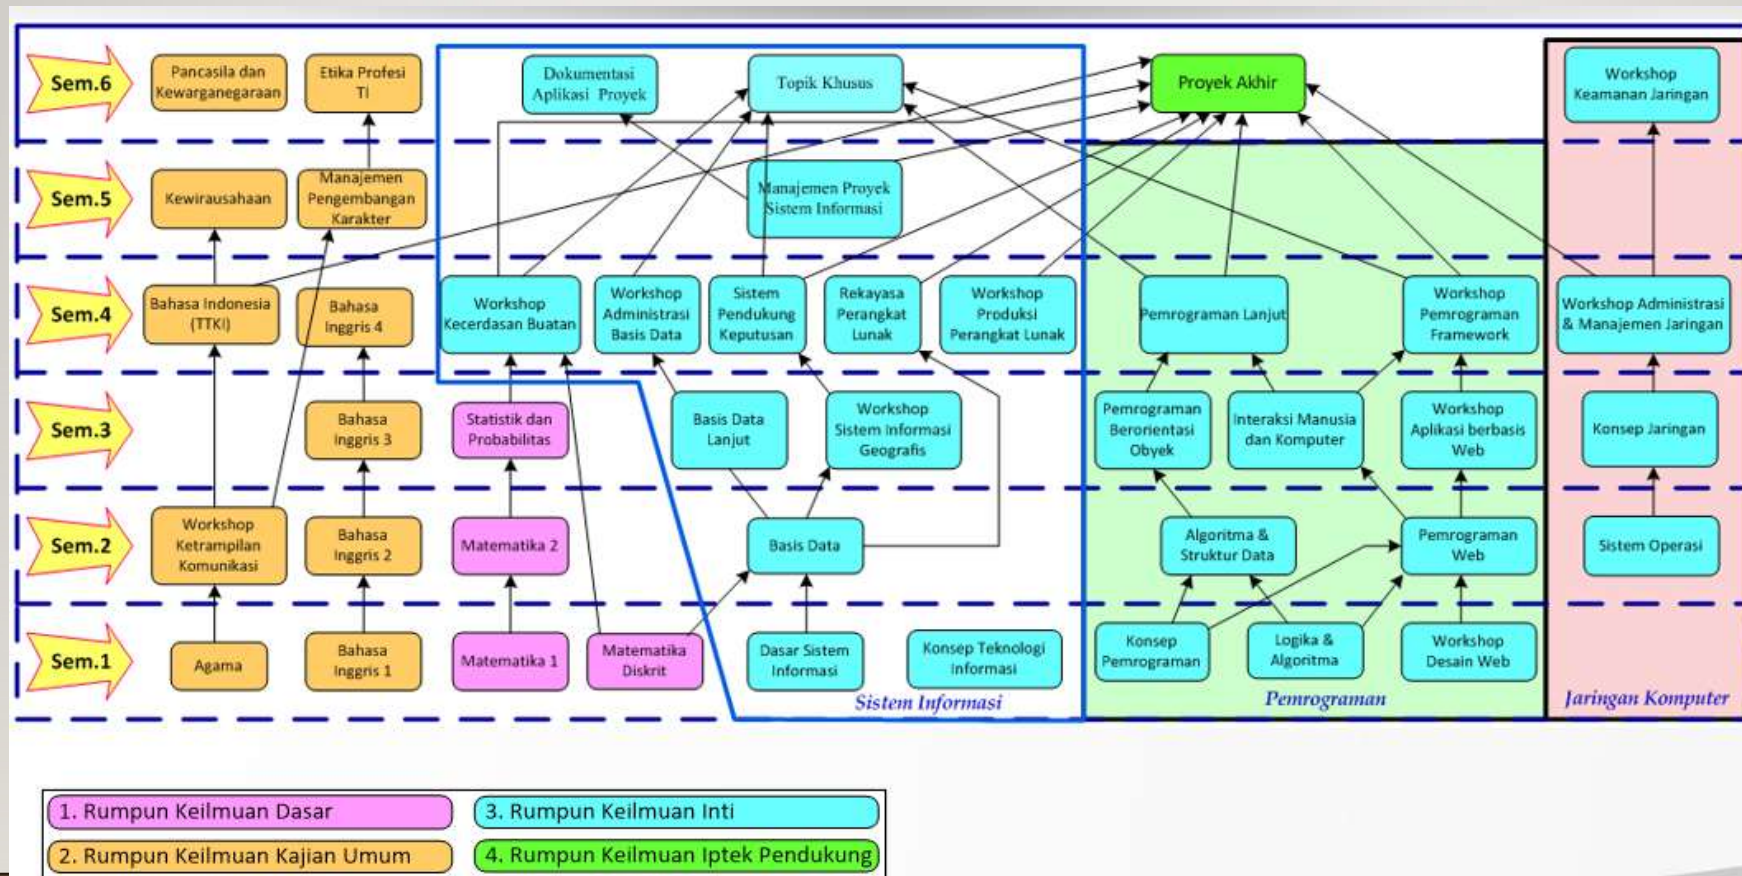 Sem.6
Pancasila dan
Kewarganegaraan
Etika Profesi
TI
Dokumentasi
Aplikasi Proyek
Topik Khusus
Proyek Akhir
Workshop
Keamanan Jaringan
Sem.5
Kewirausahaan
Manajemen
Pengembangan
Karakter
Manajemen Proyek
Sistem Informasi
Sem.4
Bahasa Indonesia
(TTKI)
Bahasa
Inggris 4
Workshop
Kecerdasan Buatan
Workshop
Administrasi
Basis Data
Sistem
Pendukung
Keputusan
Rekayasa
Perangkat
Lunak
Workshop
Produksi
Perangkat Lunak
Pemrograman Lanjut
Workshop
Pemrograman
Framework
Workshop Administrasi
& Manajemen Jaringan
Sem.3
Bahasa
Inggris 3
Statistik dan
Probabilitas
Basis Data
Lanjut
Workshop
Sistem Informasi
Geografis
Pemrograman
Berorientasi
Obyek
Interaksi Manusia
dan Komputer
Workshop
Aplikasi berbasis
Web
Konsep Jaringan
Sem.2
Workshop
Ketrampilan
Komunikasi
Bahasa
Inggris 2
Matematika 2
Basis Data
Algoritma &
Struktur Data
Pemrograman
Web
Sistem Operasi
Sem.1
Agama
Bahasa
Inggris 1
Matematika 1
Matematika
Diskrit
Dasar Sistem
Informasi
Konsep Teknologi
Informasi
Konsep
Pemrograman
Logika &
Algoritma
Workshop
Desain Web
Sistem Informasi
Pemrograman
Jaringan Komputer
1. Rumpun Keilmuan Dasar
3. Rumpun Keilmuan Inti
2. Rumpun Keilmuan Kajian Umum
4. Rumpun Keilmuan Iptek Pendukung